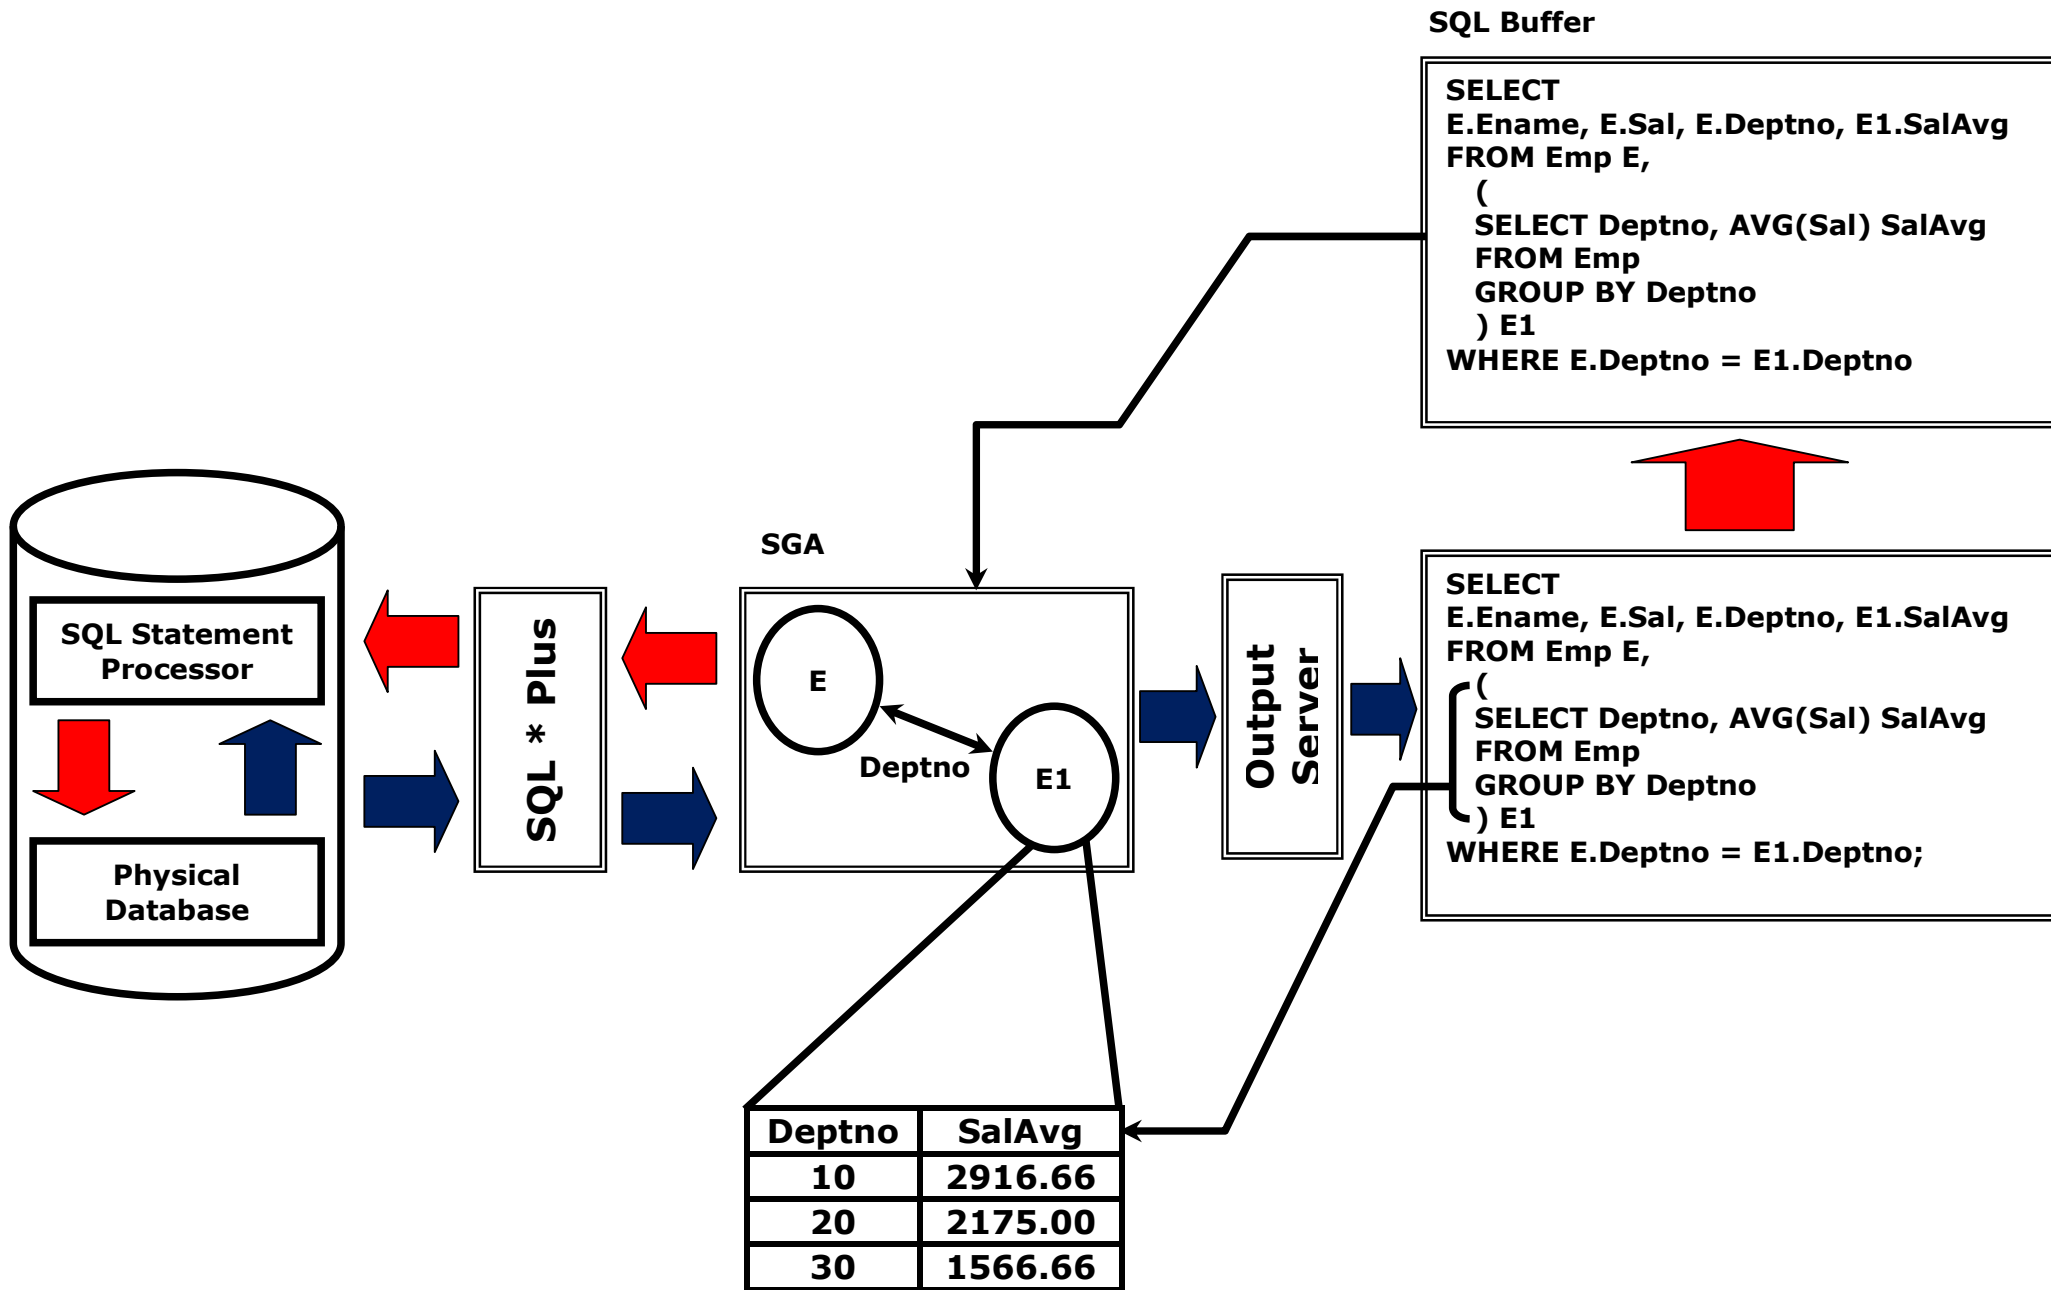 SQL Buffer
SELECT
E.Ename, E.Sal, E.Deptno, E1.SalAvg
FROM Emp E,
(
SELECT Deptno, AVG(Sal) SalAvg
FROM Emp
GROUP BY Deptno
) E1
WHERE E.Deptno = E1.Deptno
SQL Statement
Processor
Physical
Database
SQL * Plus
SGA
E
Deptno
E1
Output
Server
SELECT
E.Ename, E.Sal, E.Deptno, E1.SalAvg
FROM Emp E,
(
SELECT Deptno, AVG(Sal) SalAvg
FROM Emp
GROUP BY Deptno
) E1
WHERE E.Deptno = E1.Deptno;
Deptno SalAvg
10 2916.66
20 2175.00
30 1566.66